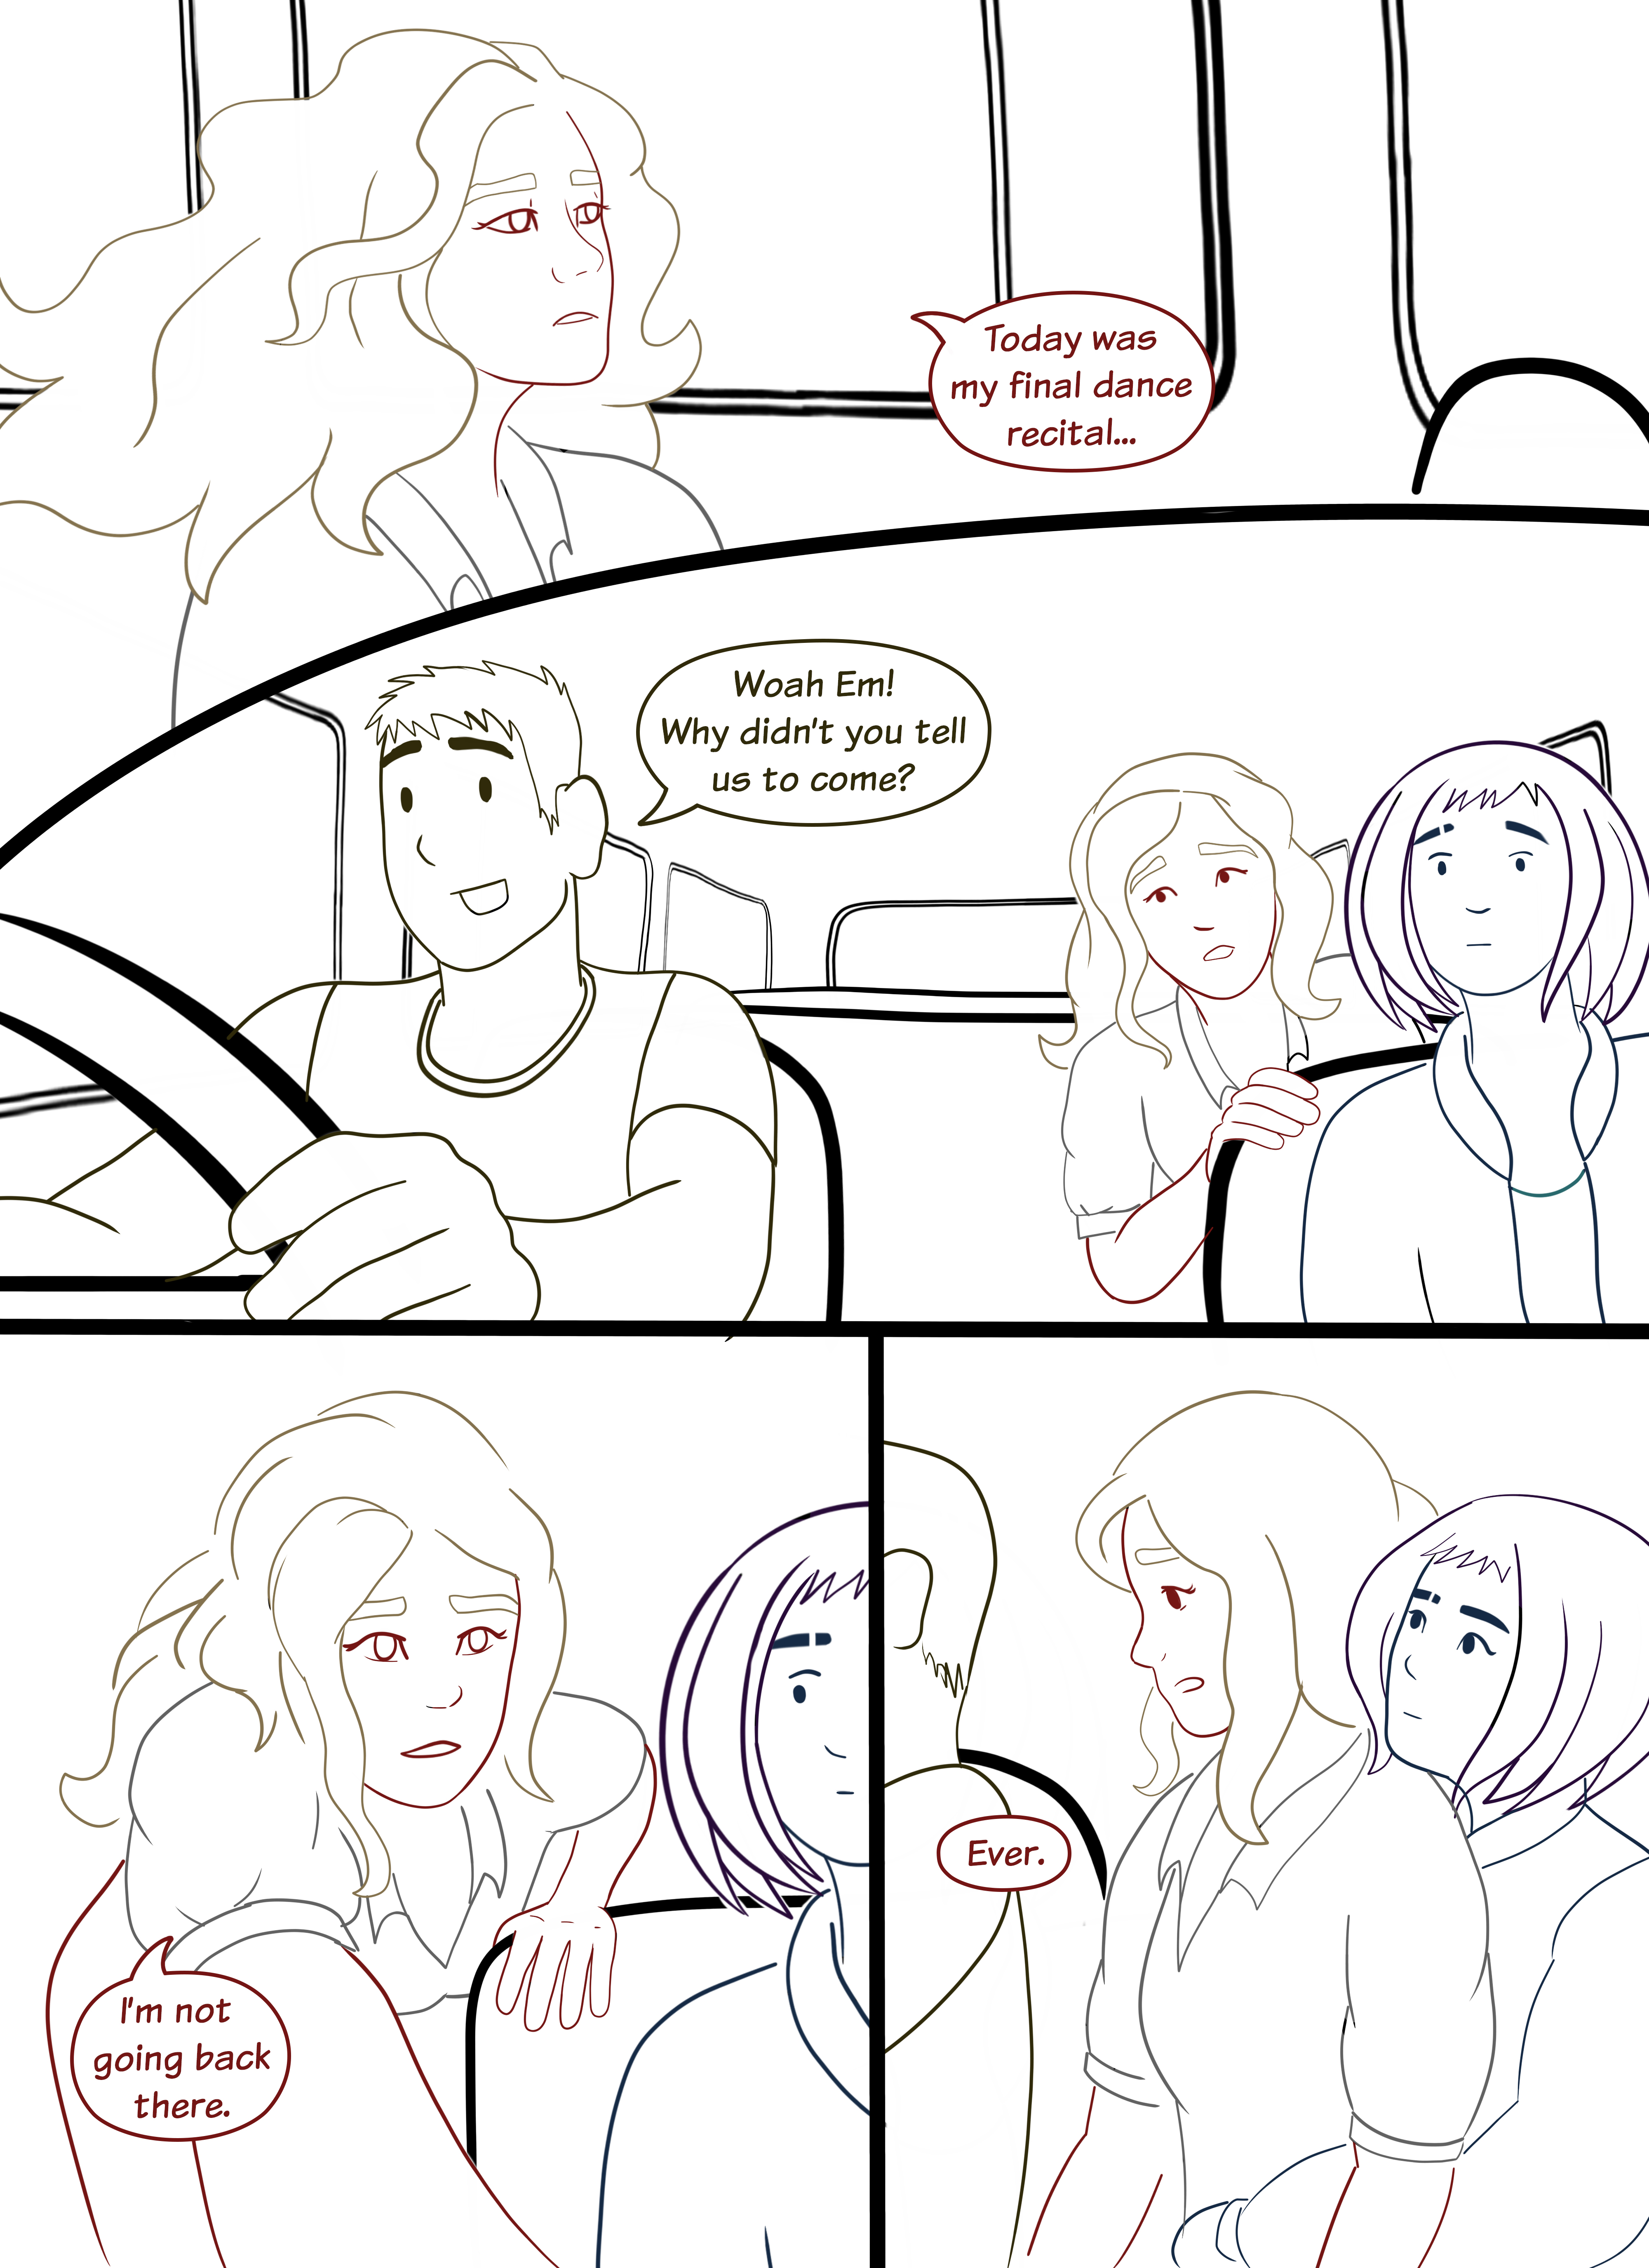 Today was
my final dance
recital...
Woah Em!
Why didn't you tell
us to come?
I'm not
going back
there.
Ever.